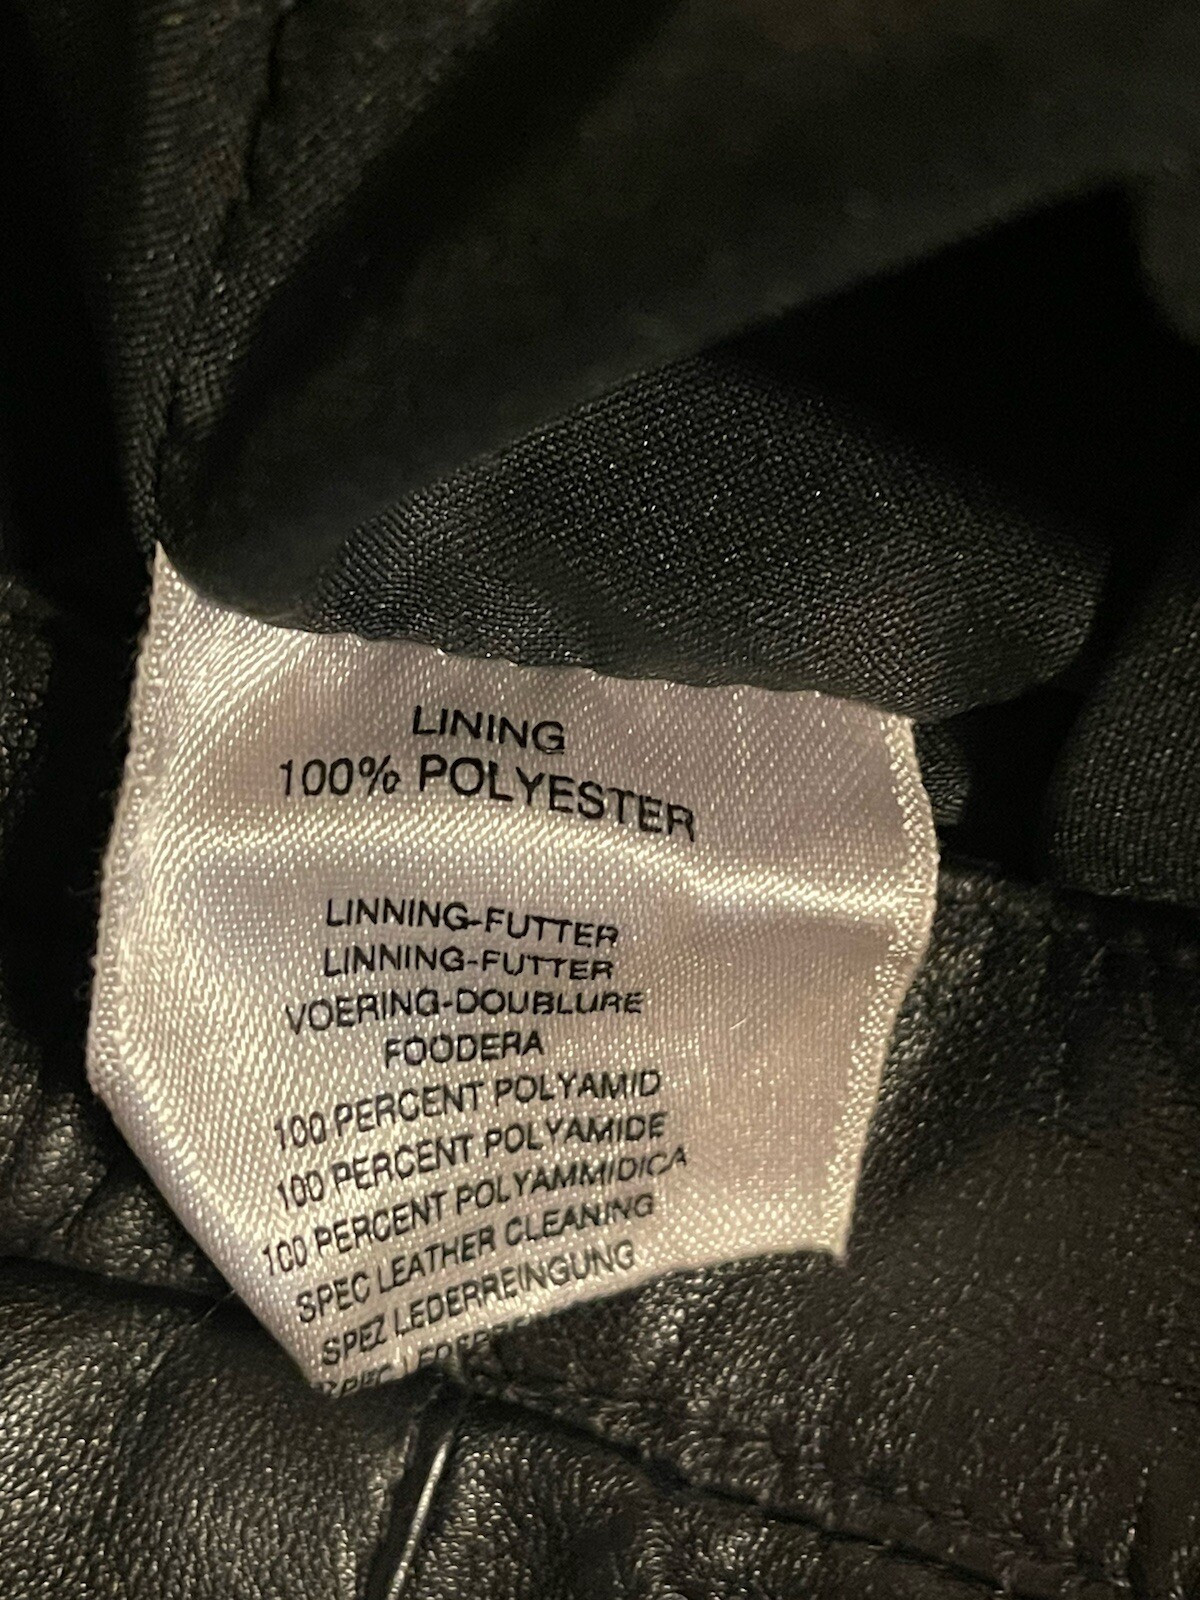 LINING
100% POLYESTER
LINNING-FUTTER
LINNING-FUTTER
VOERING-DOUBLURE
FOODERA
100 PERCENT POLYAMID
100 PERCENT POLYAMIDE
100 PERCENT POLYAMMIDICA
SPEC LEATHER CLEANING
SPEZ LEDERREINGUNG